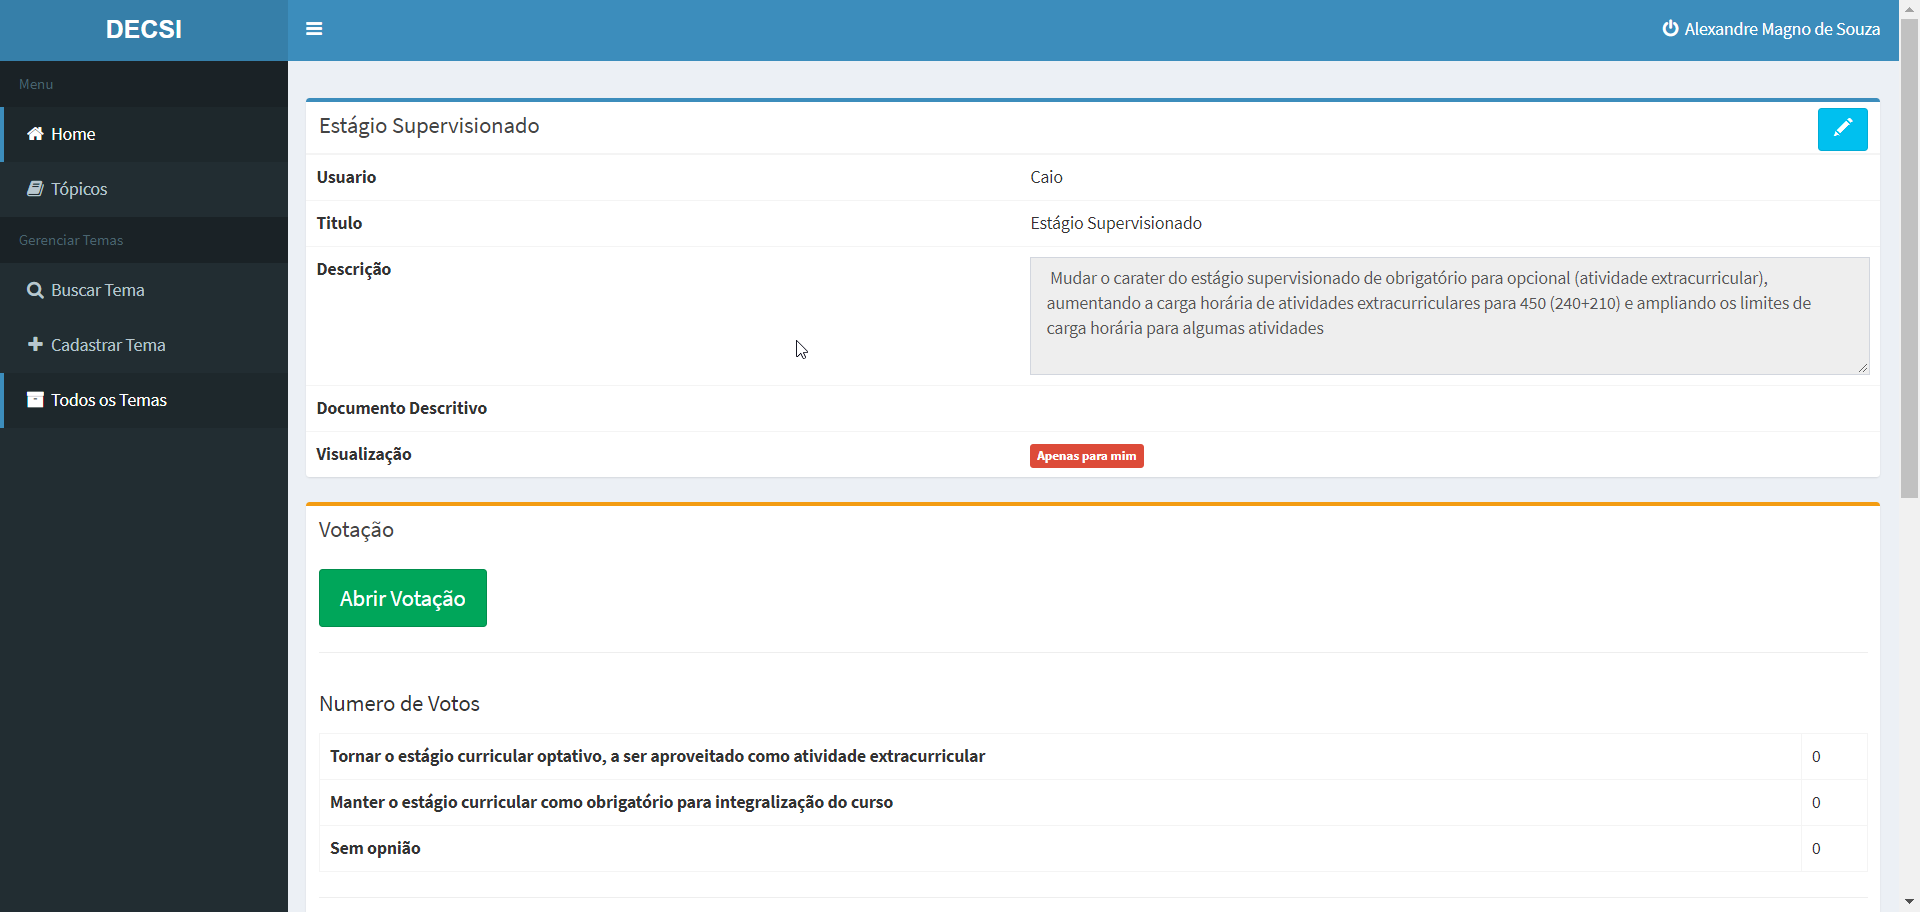 DECSI
Alexandre Magno de Souza
Menu
Home
Tópicos
Gerenciar Temas
Buscar Tema
Cadastrar Tema
Todos os Temas
Estágio Supervisionado
Usuario
Caio
Titulo
Estágio Supervisionado
Descrição
Mudar o carater do estágio supervisionado de obrigatório para opcional (atividade extracurricular),
aumentando a carga horária de atividades extracurriculares para 450 (240+210) e ampliando os limites de
carga horária para algumas atividades
Documento Descritivo
Visualização
Apenas para mim
Votação
Abrir Votação
Numero de Votos
Tornar o estágio curricular optativo, a ser aproveitado como atividade extracurricular
0
Manter o estágio curricular como obrigatório para integralização do curso
0
Sem opnião
0